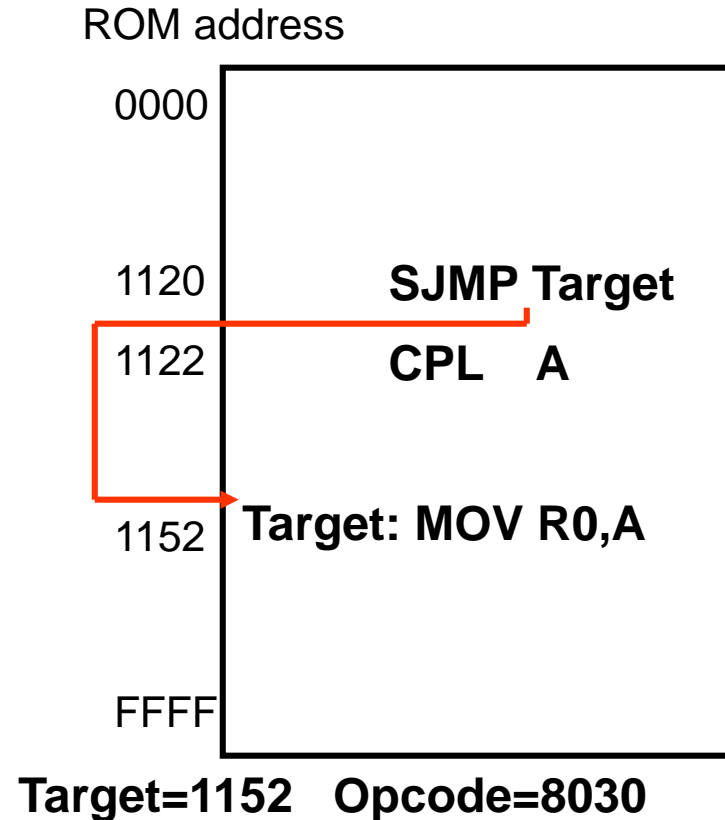 ROM address
0000
1120 SJMP Target
1122 CPL A
1152 Target: MOV R0,A
FFFF
Target=1152 Opcode=8030